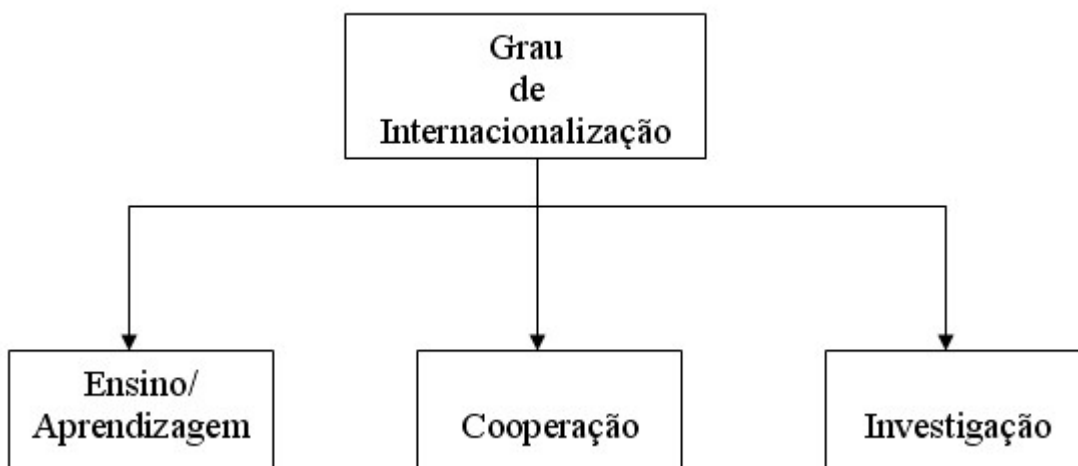 Grau
de
Internacionalização
Ensino/
Aprendizagem
Cooperação
Investigação